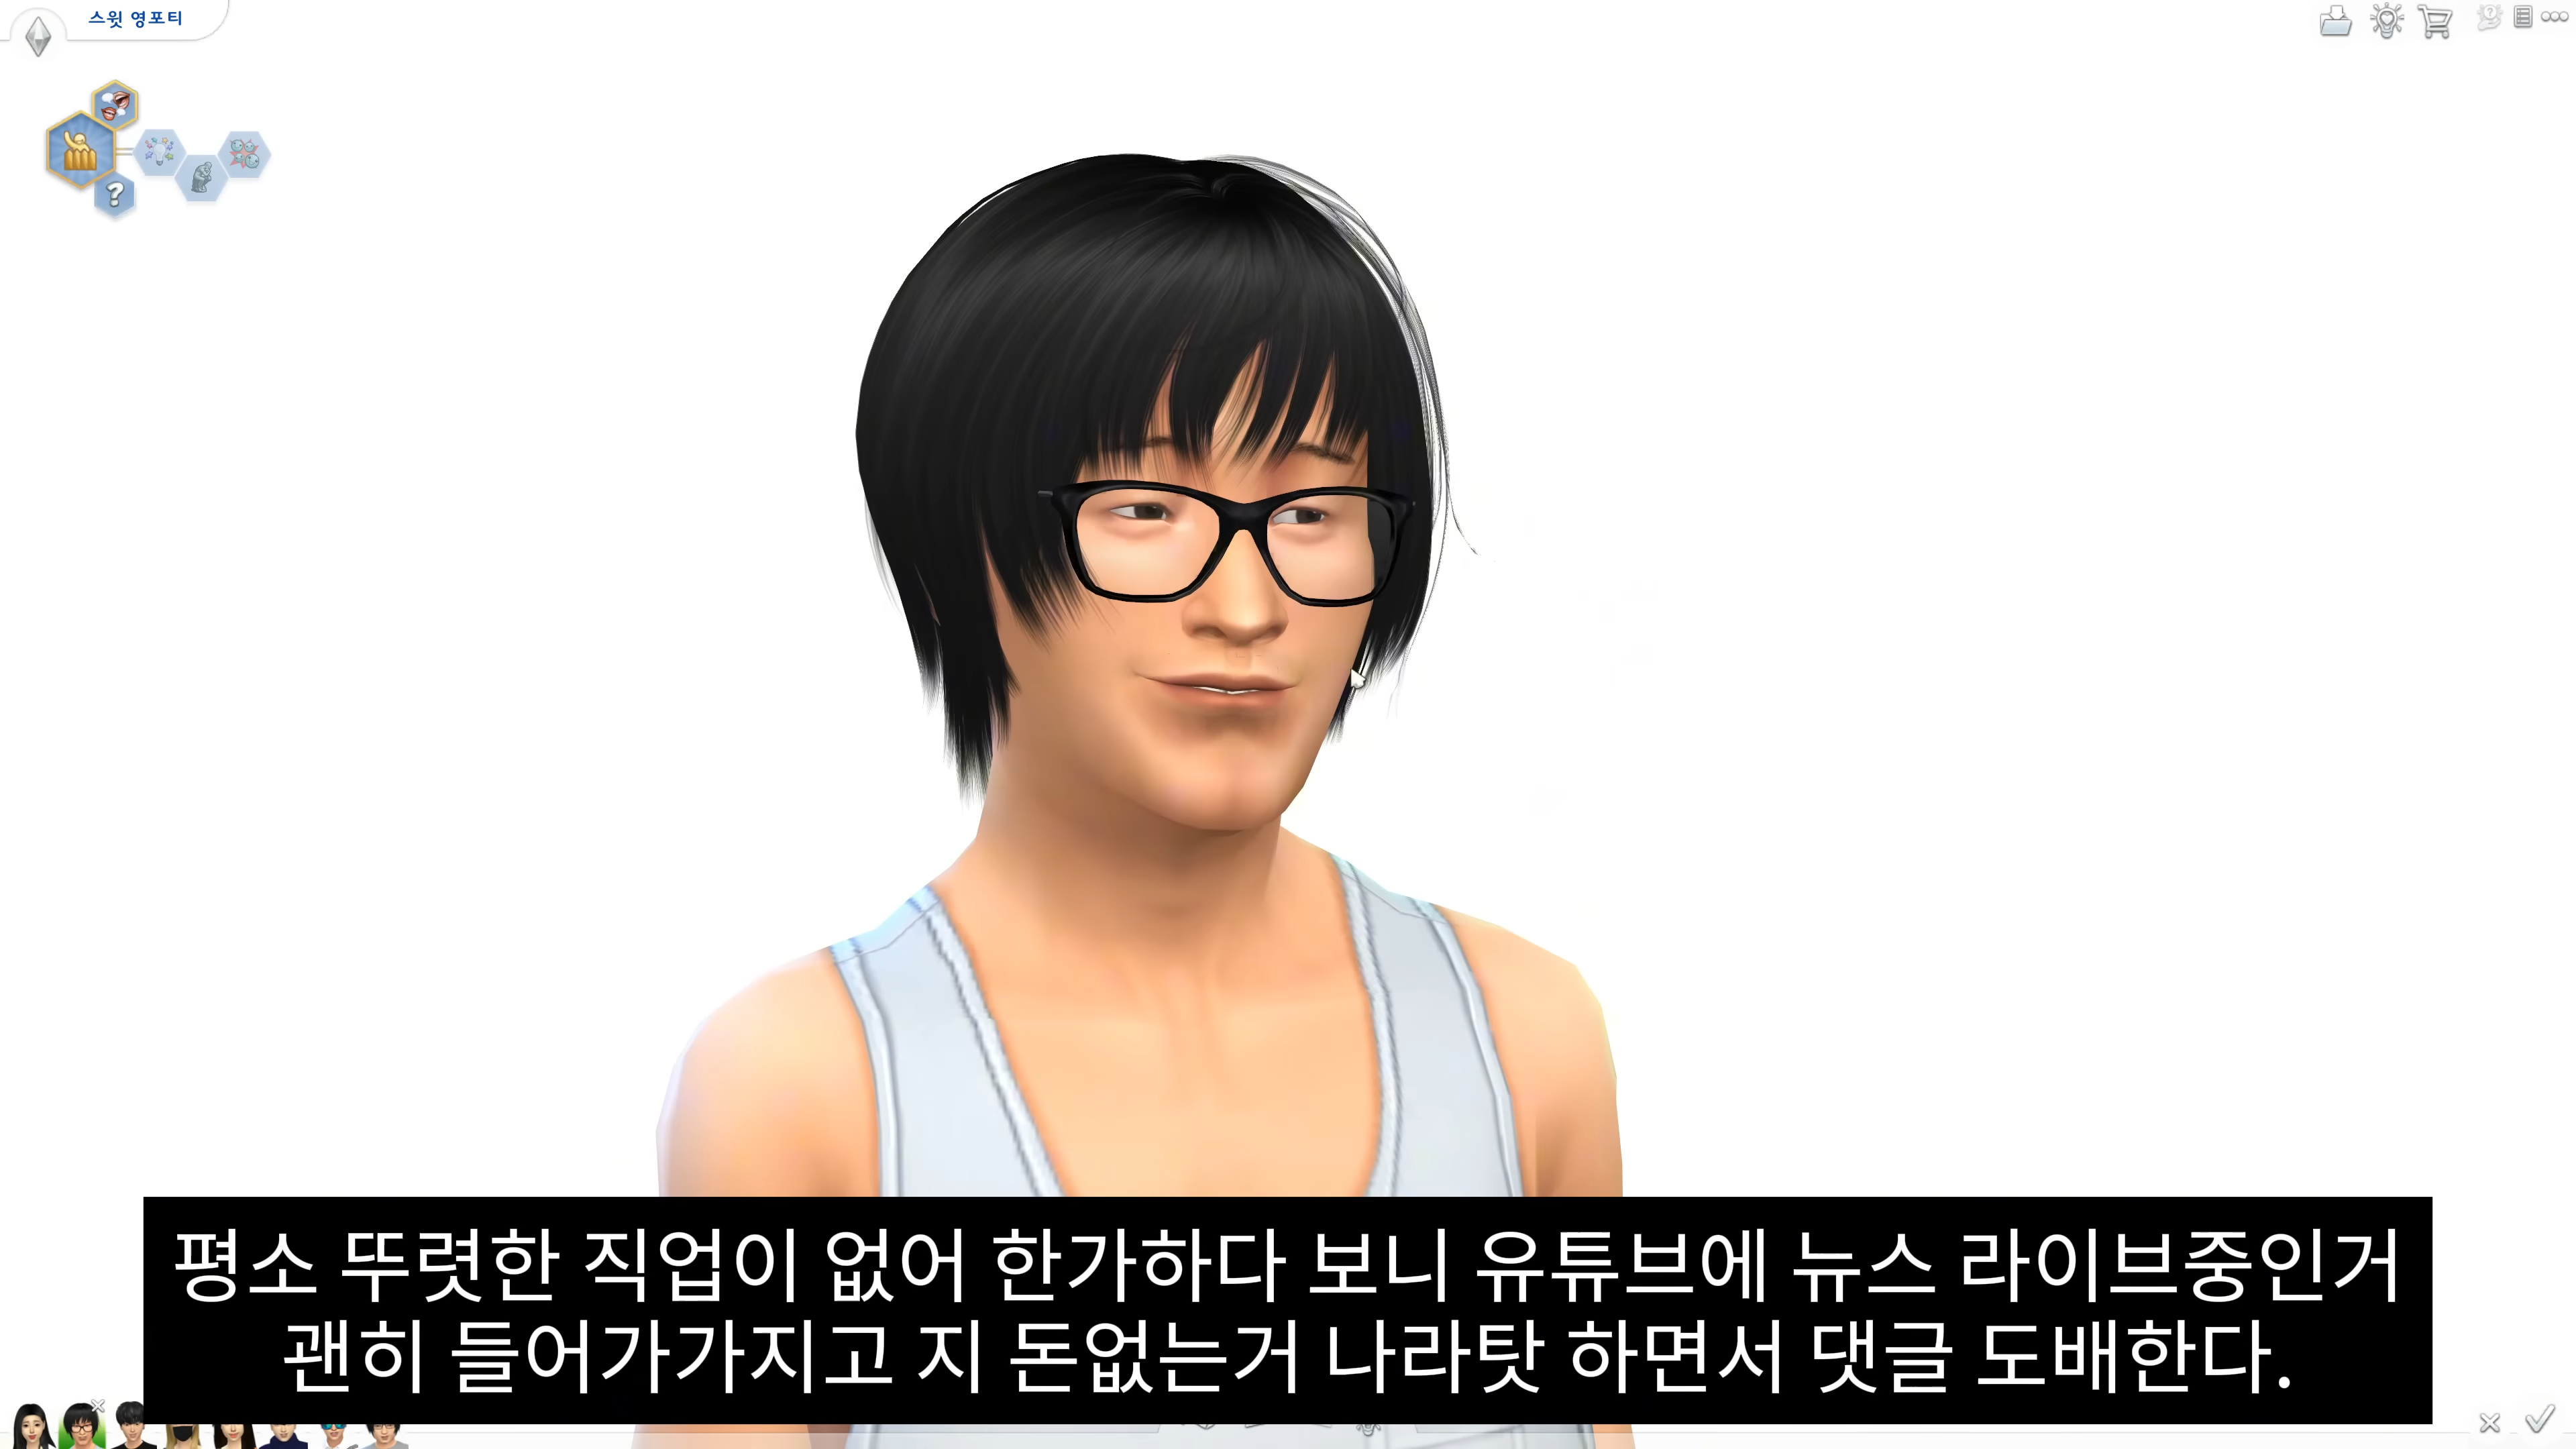 스윗 영포티
평소 뚜렷한 직업이 없어 한가하다 보니 유튜브에 뉴스 라이브중인거
괜히 들어가가지고 지 돈없는거 나라탓 하면서 댓글 도배한다.